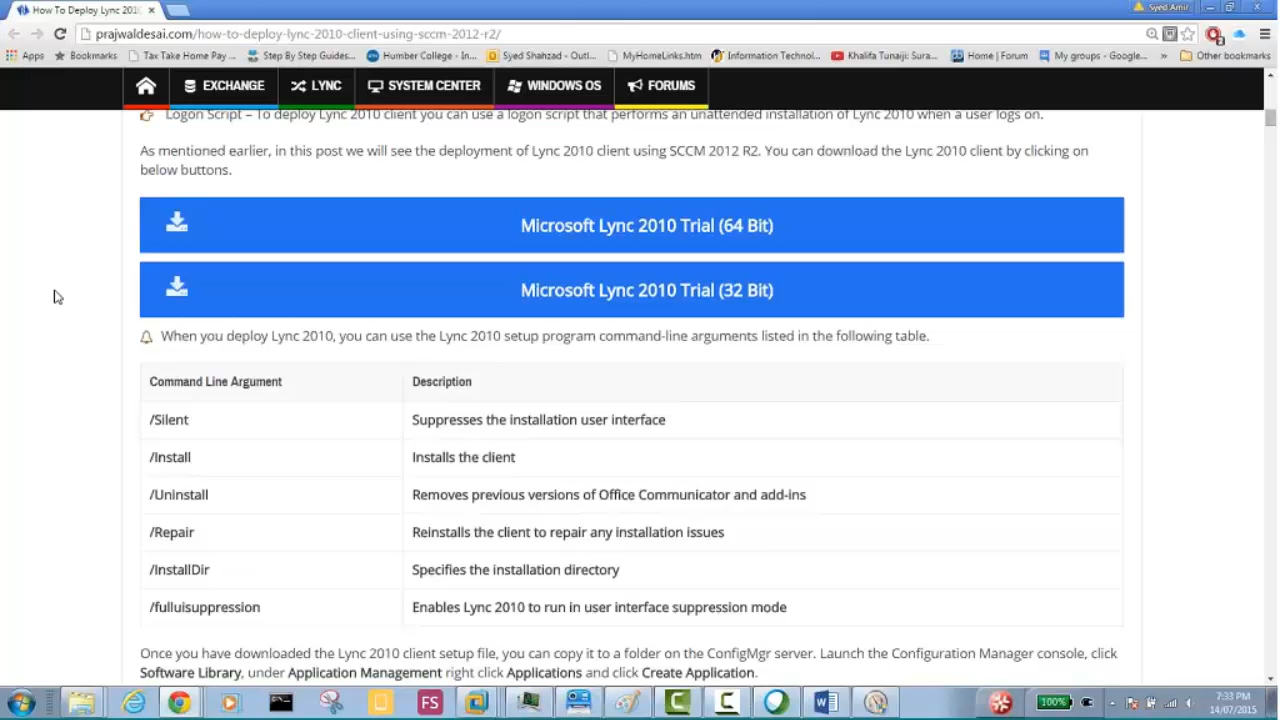 How To Deploy Lync 201
Syed Amir
prajwaldesai.com/how-to-deploy-lync-2010-client-using-sccm-2012-r2/
Apps
Bookmarks
Tax Take Home Pay ...
Step By Step Guides...
Humber College - In...
Syed Shahzad - Outl...
MyHomeLinks.htm
Information Technol...
Khalifa Tunaiji: Sura...
Home | Forum
My groups - Google...
»
Other bookmarks
EXCHANGE
LYNC
SYSTEM CENTER
WINDOWS OS
FORUMS
Logon Script – To deploy Lync 2010 client you can use a logon script that performs an unattended installation of Lync 2010 when a user logs on.
As mentioned earlier, in this post we will see the deployment of Lync 2010 client using SCCM 2012 R2. You can download the Lync 2010 client by clicking on
below buttons.
Microsoft Lync 2010 Trial (64 Bit)
Microsoft Lync 2010 Trial (32 Bit)
When you deploy Lync 2010, you can use the Lync 2010 setup program command-line arguments listed in the following table.
Command Line Argument Description
/Silent Suppresses the installation user interface
/Install Installs the client
/Uninstall Removes previous versions of Office Communicator and add-ins
/Repair Reinstalls the client to repair any installation issues
/InstallDir Specifies the installation directory
/fulluisuppression Enables Lync 2010 to run in user interface suppression mode
Once you have downloaded the Lync 2010 client setup file, you can copy it to a folder on the ConfigMgr server. Launch the Configuration Manager console, click
Software Library, under Application Management right click Applications and click Create Application.
FS
100%
7:33 PM
14/07/2015